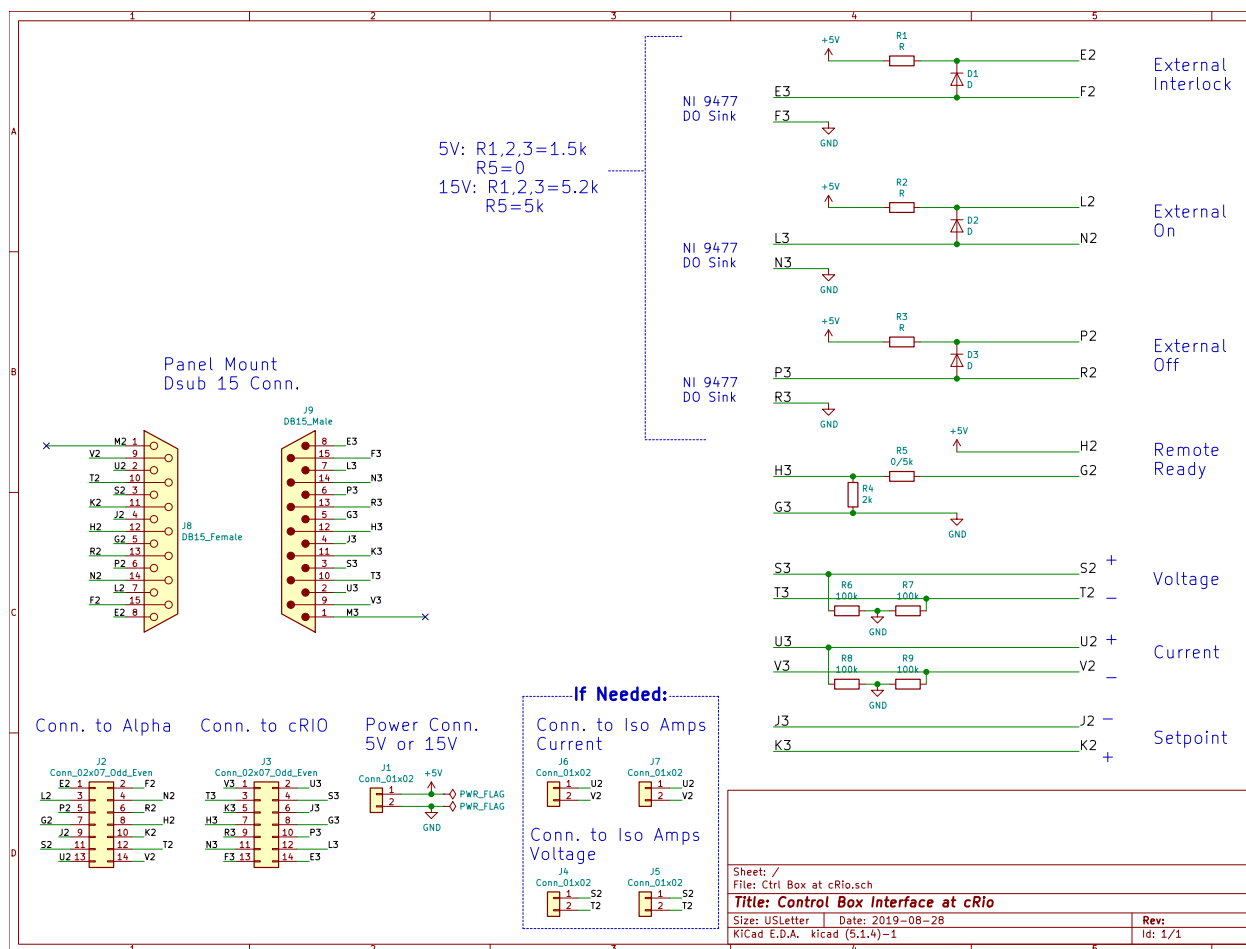 1
2
3
4
5
A
B
C
D
+5V
R1
R
E2
D1
D
E3
F2
F3
GND
External
Interlock
NI 9477
DO Sink
5V: R1,2,3=1.5k
R5=0
15V: R1,2,3=5.2k
R5=5k
+5V
R2
R
L2
D2
D
L3
N2
N3
GND
External
On
NI 9477
DO Sink
+5V
R3
R
P2
D3
D
P3
R2
R3
GND
External
Off
NI 9477
DO Sink
+5V
H2
R5
0/5k
H3
G2
R4
2k
G3
GND
Remote
Ready
S3
S2
+
T3
T2
−
R6
100k
R7
100k
GND
Voltage
U3
U2
+
V3
V2
−
R8
100k
R9
100k
GND
Current
J3
J2
−
K3
K2
+
Setpoint
Panel Mount
Dsub 15 Conn.
M2 1
V2 9
U2 2
T2 10
S2 3
K2 11
J2 4
H2 12
G2 5
R2 13
P2 6
N2 14
L2 7
F2 15
E2 8
J8
DB15_Female
J9
DB15_Male
8 E3
15 F3
7 L3
14 N3
6 P3
13 R3
5 G3
12 H3
4 J3
11 K3
3 S3
10 T3
2 U3
9 V3
1 M3
Conn. to Alpha
J2
Conn_02x07_Odd_Even
E2 1 2 F2
L2 3 4 N2
P2 5 6 R2
G2 7 8 H2
J2 9 10 K2
S2 11 12 T2
U2 13 14 V2
Conn. to cRIO
J3
Conn_02x07_Odd_Even
V3 1 2 U3
T3 3 4 S3
K3 5 6 J3
H3 7 8 G3
R3 9 10 P3
N3 11 12 L3
F3 13 14 E3
Power Conn.
5V or 15V
J1
Conn_01x02
+5V
1
2
PWR_FLAG
PWR_FLAG
GND
If Needed:
Conn. to Iso Amps
Current
J6
Conn_01x02
1 U2
2 V2
J7
Conn_01x02
1 U2
2 V2
Conn. to Iso Amps
Voltage
J4
Conn_01x02
1 S2
2 T2
J5
Conn_01x02
1 S2
2 T2
Sheet: /
File: Ctrl Box at cRio.sch
Title: Control Box Interface at cRio
Size: USLetter
Date: 2019-08-28
Rev:
KiCad E.D.A. kicad (5.1.4)-1
Id: 1/1
1
2
3
4
5